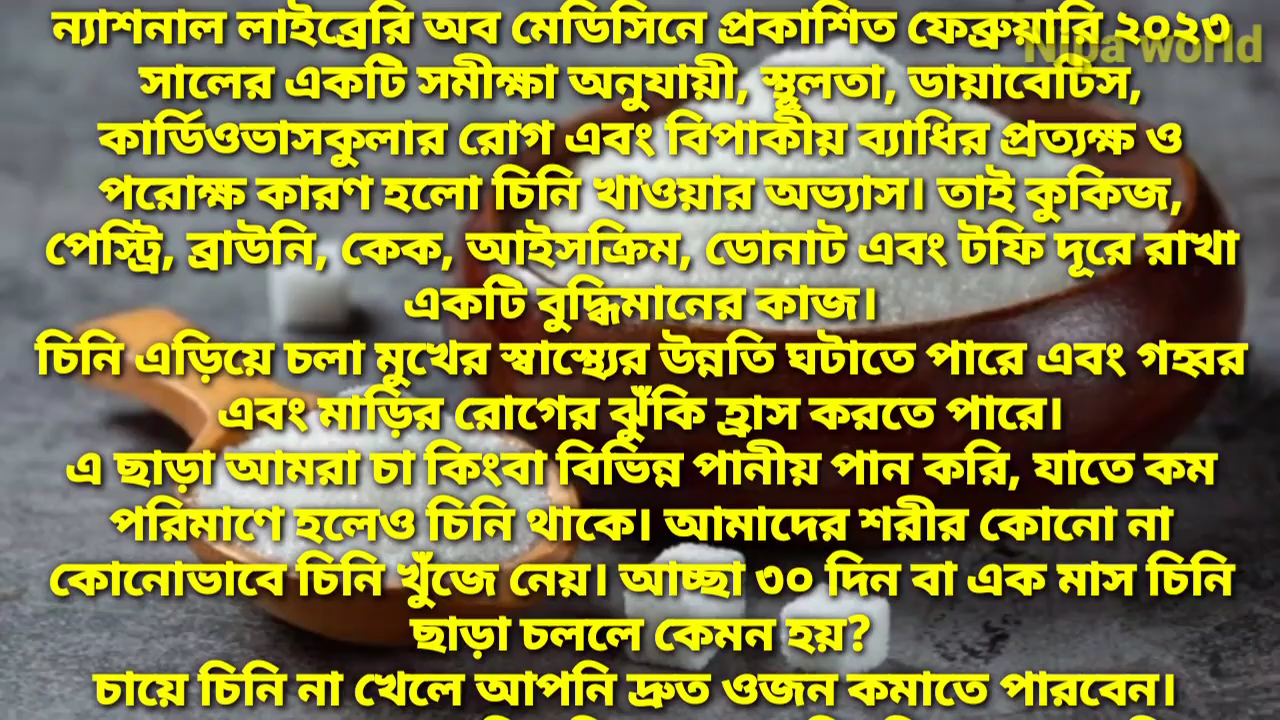 ন্যাশনাল লাইব্রেরি অব মেডিসিনে প্রকাশিত ফেব্রুয়ারি ২০২৩
Nipa world
সালের একটি সমীক্ষা অনুযায়ী, স্থূলতা, ডায়াবেটিস,
কার্ডিওভাসকুলার রোগ এবং বিপাকীয় ব্যাধির প্রত্যক্ষ ও
পরোক্ষ কারণ হলো চিনি খাওয়ার অভ্যাস। তাই কুকিজ,
পেস্ট্রি, ব্রাউনি, কেক, আইসক্রিম, ডোনাট এবং টফি দূরে রাখা
একটি বুদ্ধিমানের কাজ।
চিনি এড়িয়ে চলা মুখের স্বাস্থ্যের উন্নতি ঘটাতে পারে এবং গহ্বর
এবং মাড়ির রোগের ঝুঁকি হ্রাস করতে পারে।
এ ছাড়া আমরা চা কিংবা বিভিন্ন পানীয় পান করি, যাতে কম
পরিমাণে হলেও চিনি থাকে। আমাদের শরীর কোনো না
কোনোভাবে চিনি খুঁজে নেয়। আচ্ছা ৩০ দিন বা এক মাস চিনি
ছাড়া চললে কেমন হয়?
চায়ে চিনি না খেলে আপনি দ্রুত ওজন কমাতে পারবেন।